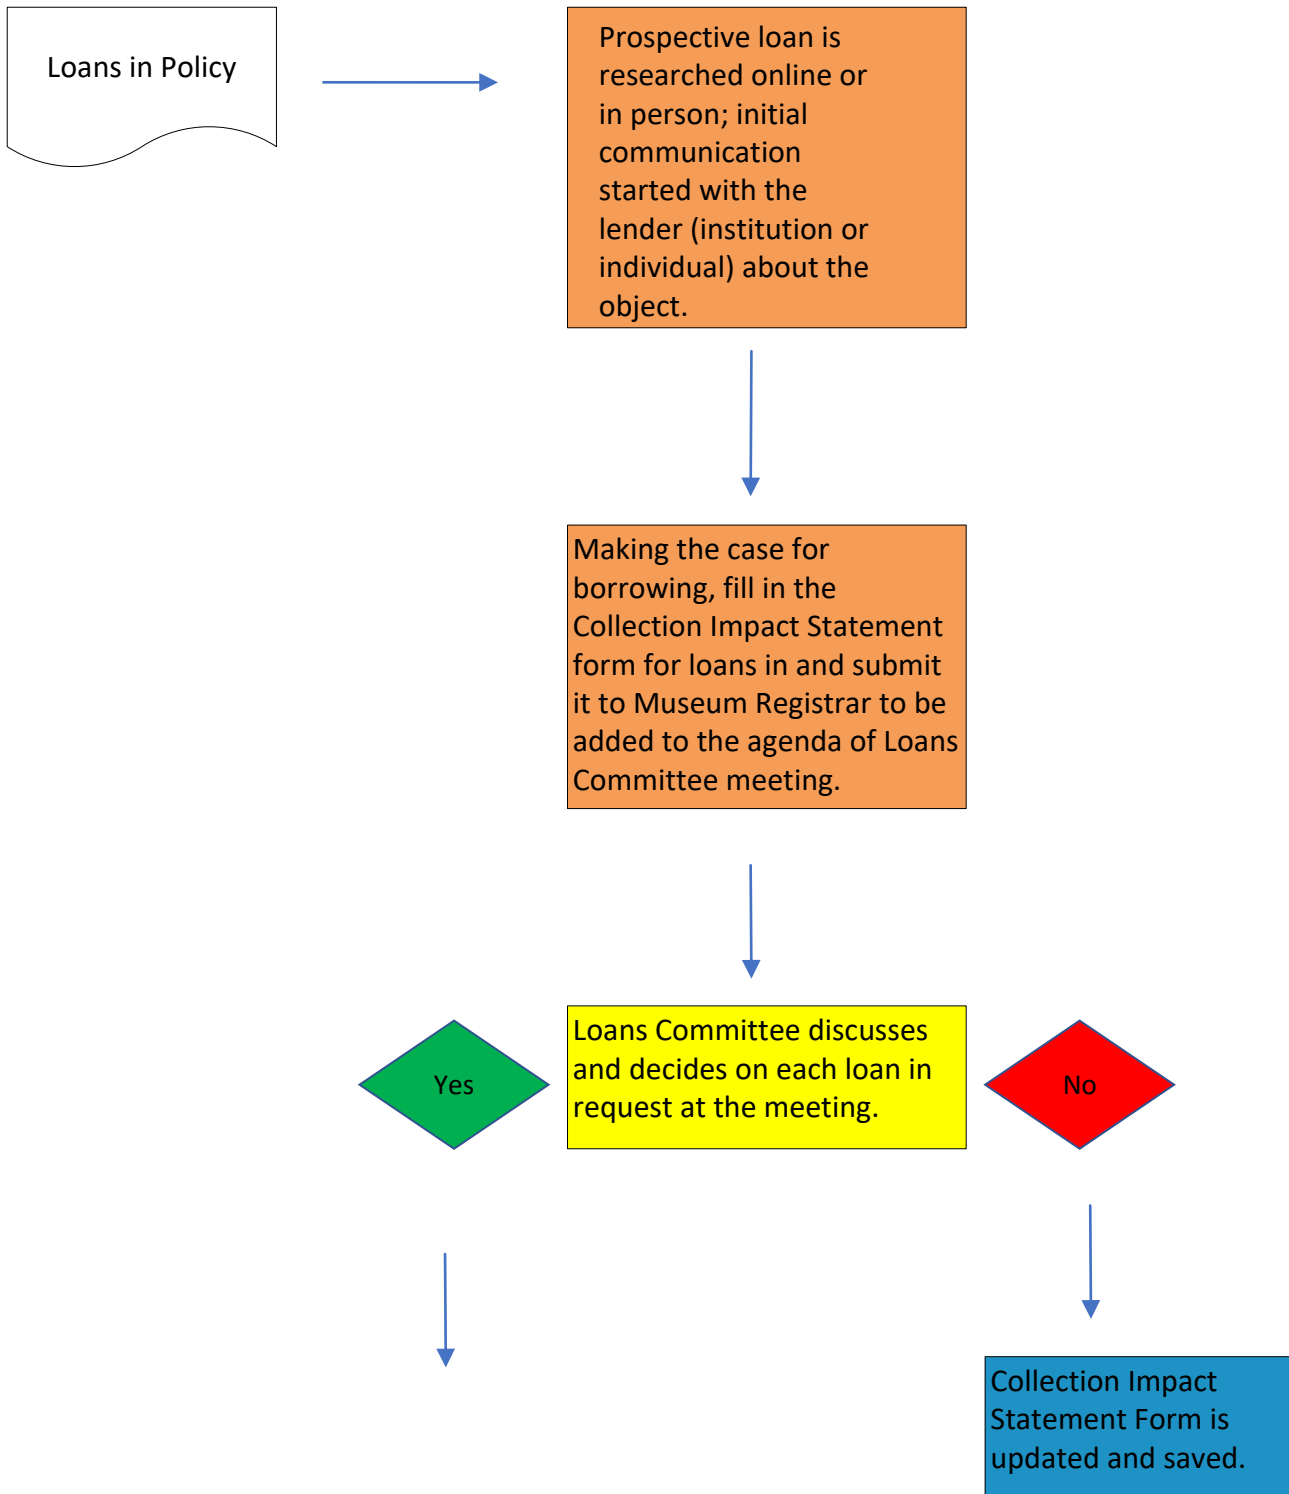 Loans in Policy
Prospective loan is
researched online or
in person; initial
communication
started with the
lender (institution or
individual) about the
object.
Making the case for
borrowing, fill in the
Collection Impact Statement
form for loans in and submit
it to Museum Registrar to be
added to the agenda of Loans
Committee meeting.
Yes
Loans Committee discusses
and decides on each loan in
request at the meeting.
No
Collection Impact
Statement Form is
updated and saved.